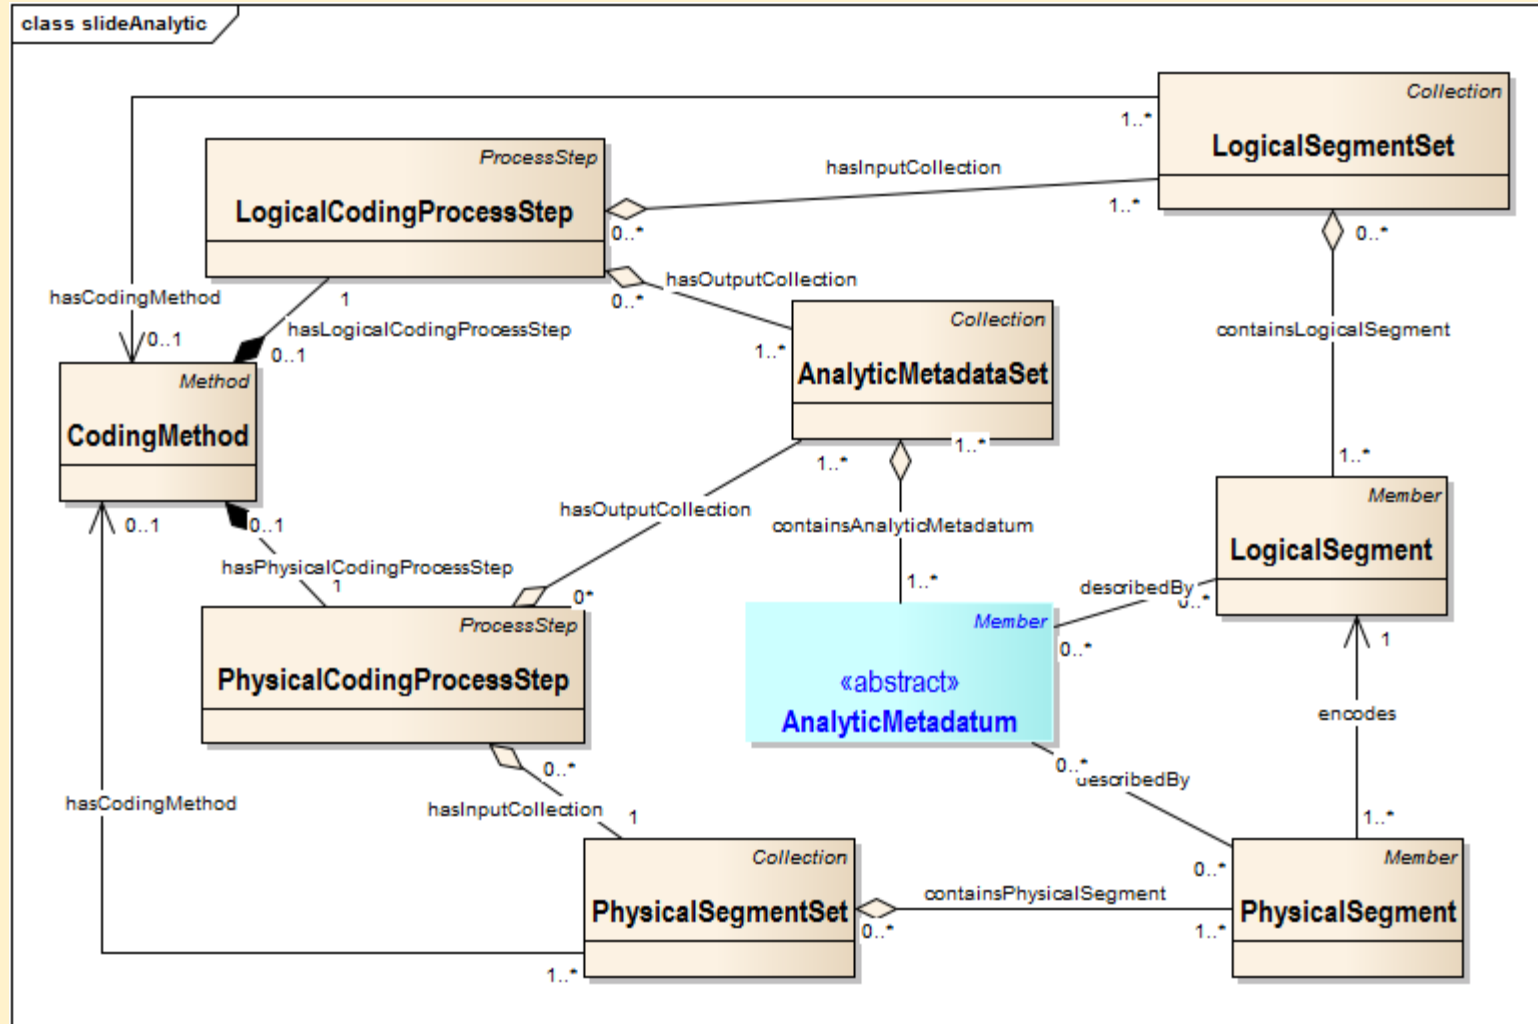 class slideAnalytic
Collection
LogicalSegmentSet
1..*
1..*
0..*
ProcessStep
LogicalCodingProcessStep
hasInputCollection
0..*
hasOutputCollection
0..*
1..*
hasCodingMethod
0..1
1
hasLogicalCodingProcessStep
0..1
Collection
AnalyticMetadataSet
1..*
1..*
containsLogicalSegment
1..*
Method
CodingMethod
0..1
0..1
hasOutputCollection
containsAnalyticMetadatum
1..*
Member
LogicalSegment
hasPhysicalCodingProcessStep
1
0*
describedBy
0..*
0..*
1
ProcessStep
PhysicalCodingProcessStep
Member
«abstract»
AnalyticMetadatum
encodes
0..*
describedBy
0..*
1..*
hasCodingMethod
0..*
hasInputCollection
1
Collection
PhysicalSegmentSet
1..*
containsPhysicalSegment
0..*
1..*
Member
PhysicalSegment